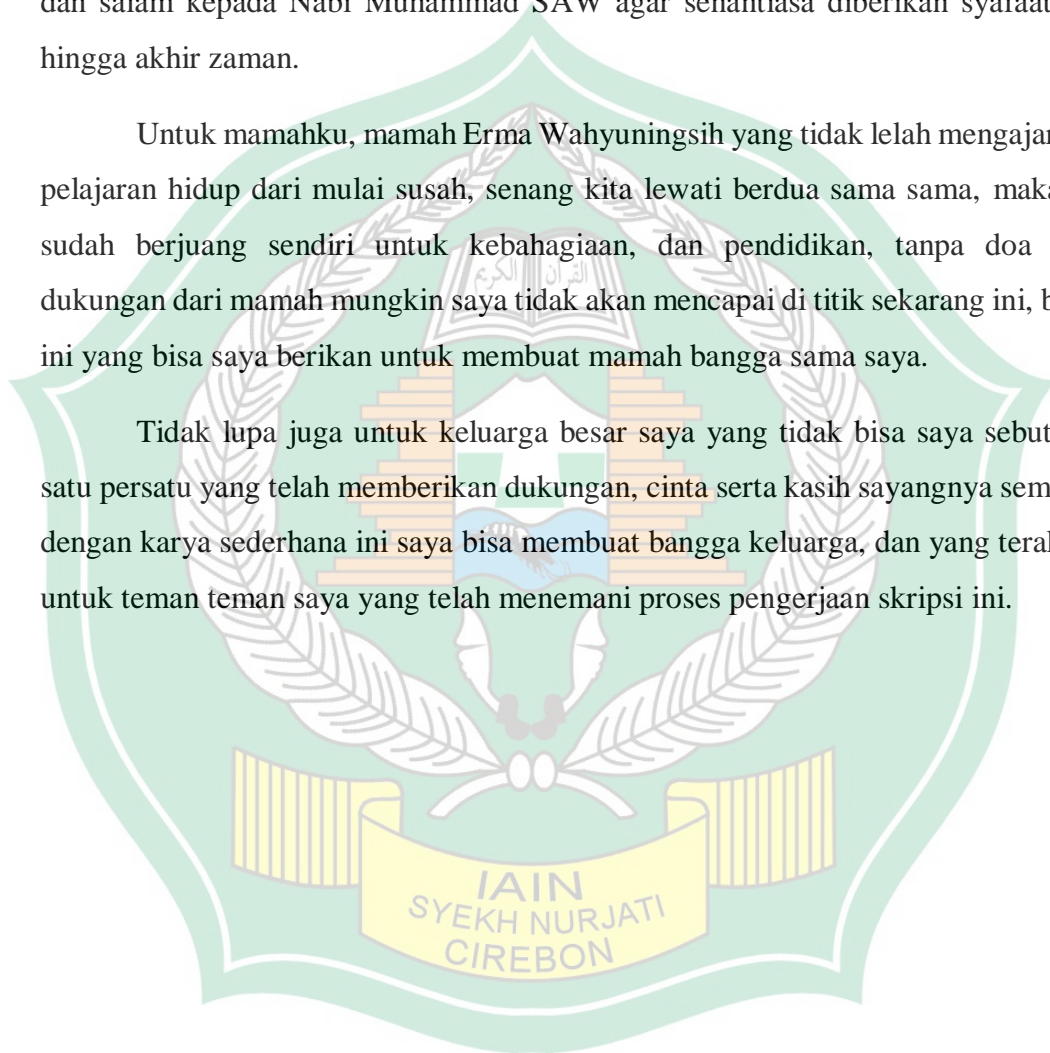 dan salam kepada Nabi Muhammad SAW agar senantiasa diberikan syafaat
hingga akhir zaman.
Untuk mamahku, mamah Erma Wahyuningsih yang tidak lelah mengajar
pelajaran hidup dari mulai susah, senang kita lewati berdua sama sama, maka
sudah berjuang sendiri untuk kebahagiaan, dan pendidikan, tanpa doa
dukungan dari mamah mungkin saya tidak akan mencapai di titik sekarang ini, b
ini yang bisa saya berikan untuk membuat mamah bangga sama saya.
Tidak lupa juga untuk keluarga besar saya yang tidak bisa saya sebut
satu persatu yang telah memberikan dukungan, cinta serta kasih sayangnya sem
dengan karya sederhana ini saya bisa membuat bangga keluarga, dan yang tera
untuk teman teman saya yang telah menemani proses pengerjaan skripsi ini.
القرآن الكريم
IAIN
SYEKH NURJATI
CIREBON